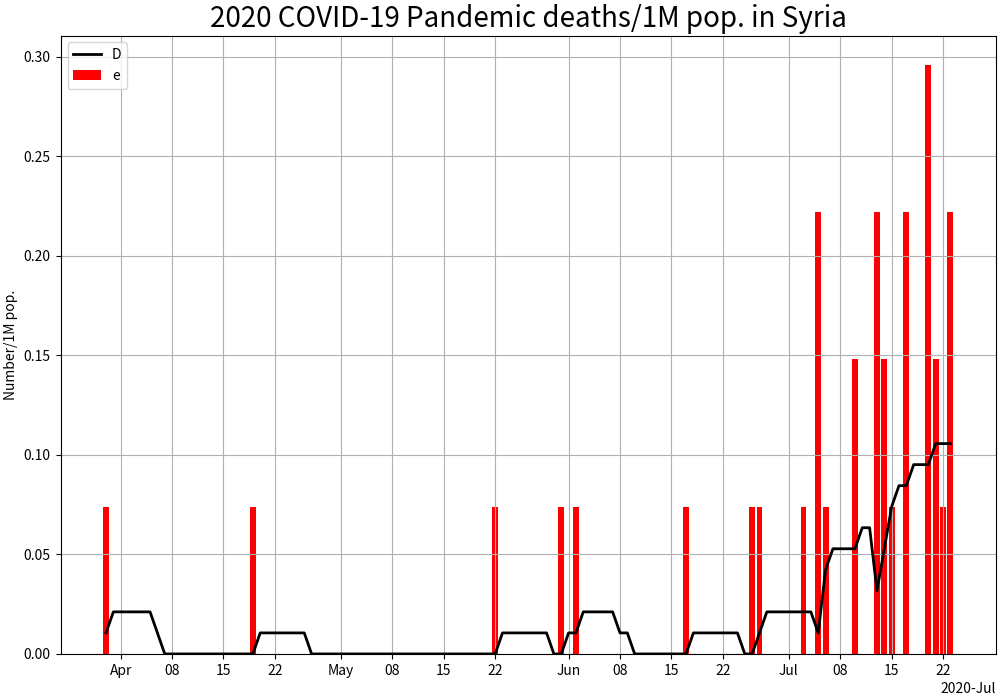 2020 COVID-19 Pandemic deaths/1M pop. in Syria
D
e
0.30
0.25
0.20
0.15
0.10
0.05
0.00
Number/1M pop.
Apr 08 15 22 May 08 15 22 Jun 08 15 22 Jul 08 15 22
2020-Jul